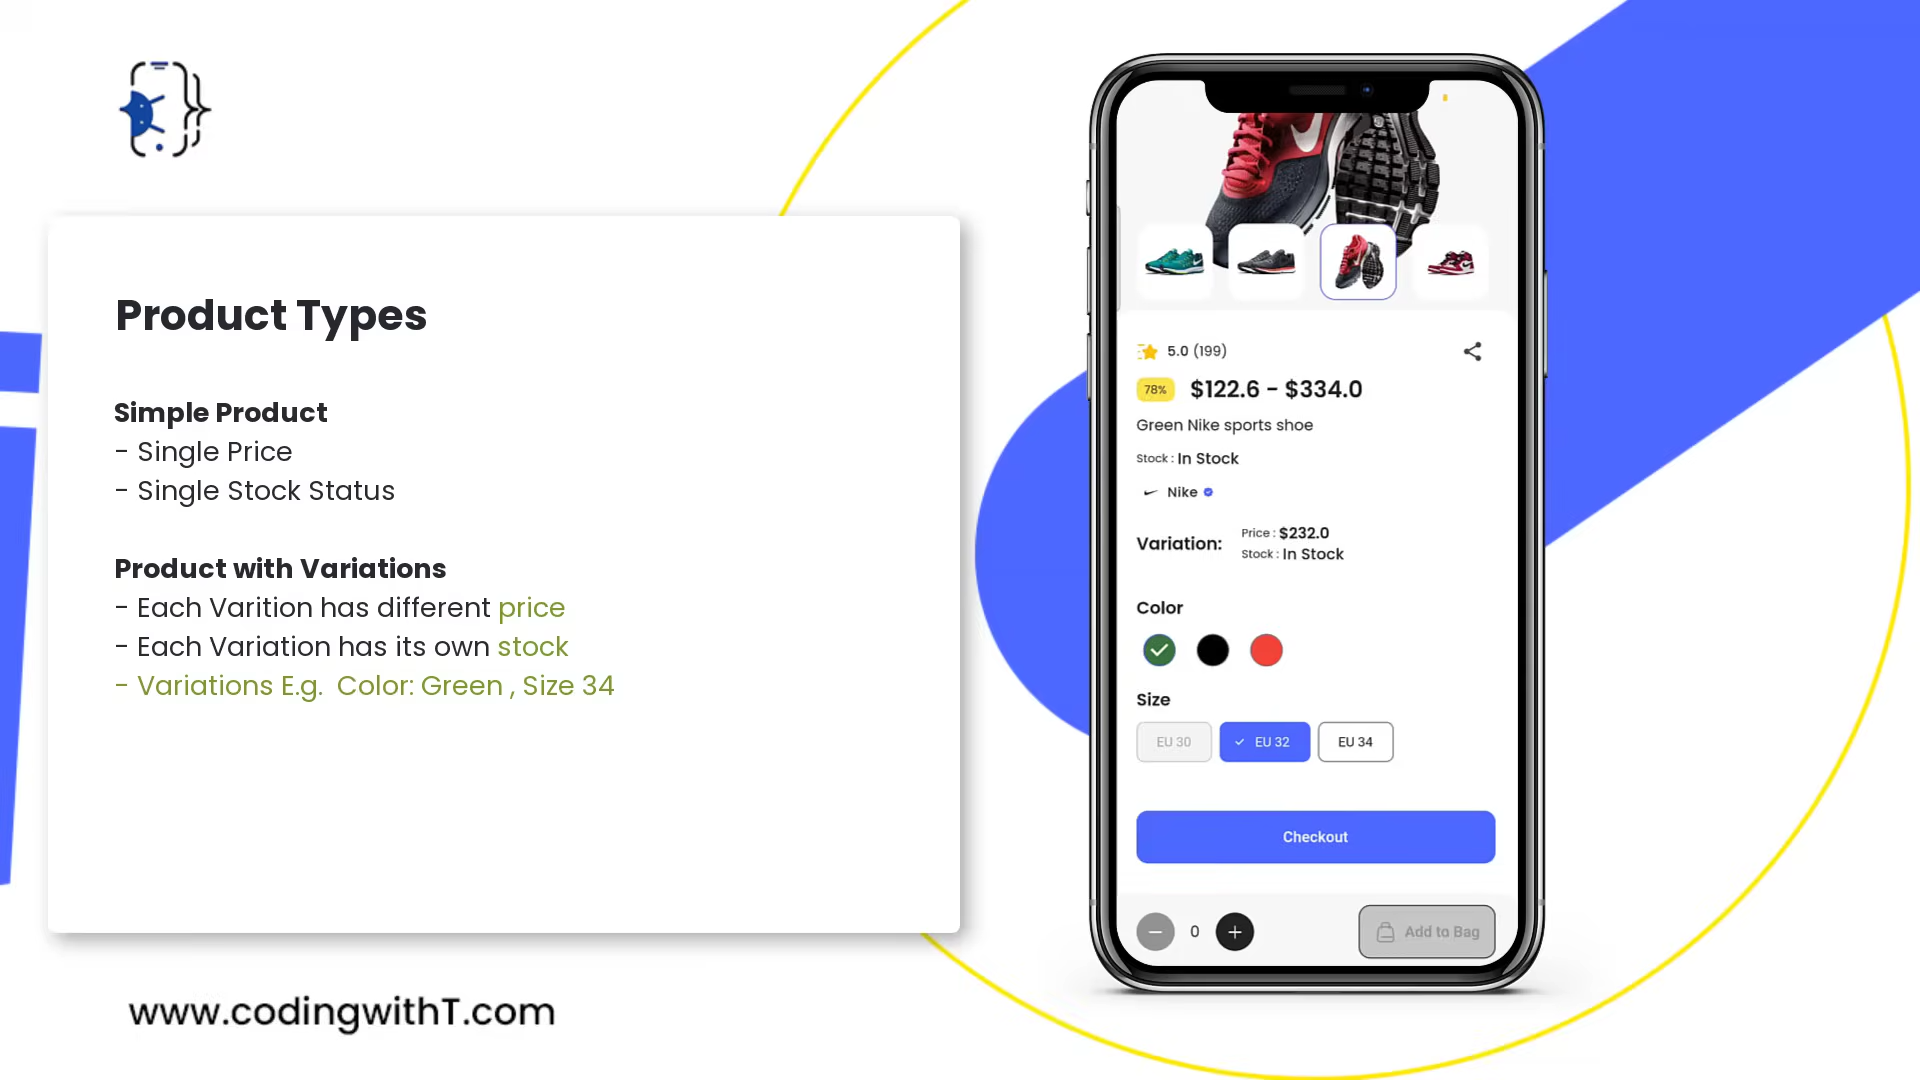 Product Types
Simple Product
- Single Price
- Single Stock Status
Product with Variations
- Each Varition has different price
- Each Variation has its own stock
- Variations E.g.  Color: Green , Size 34
www.codingwithT.com
5.0 (199)
78% $122.6 - $334.0
Green Nike sports shoe
Stock : In Stock
Nike
Variation:
Price : $232.0
Stock : In Stock
Color
Size
EU 30 EU 32 EU 34
Checkout
0 Add to Bag